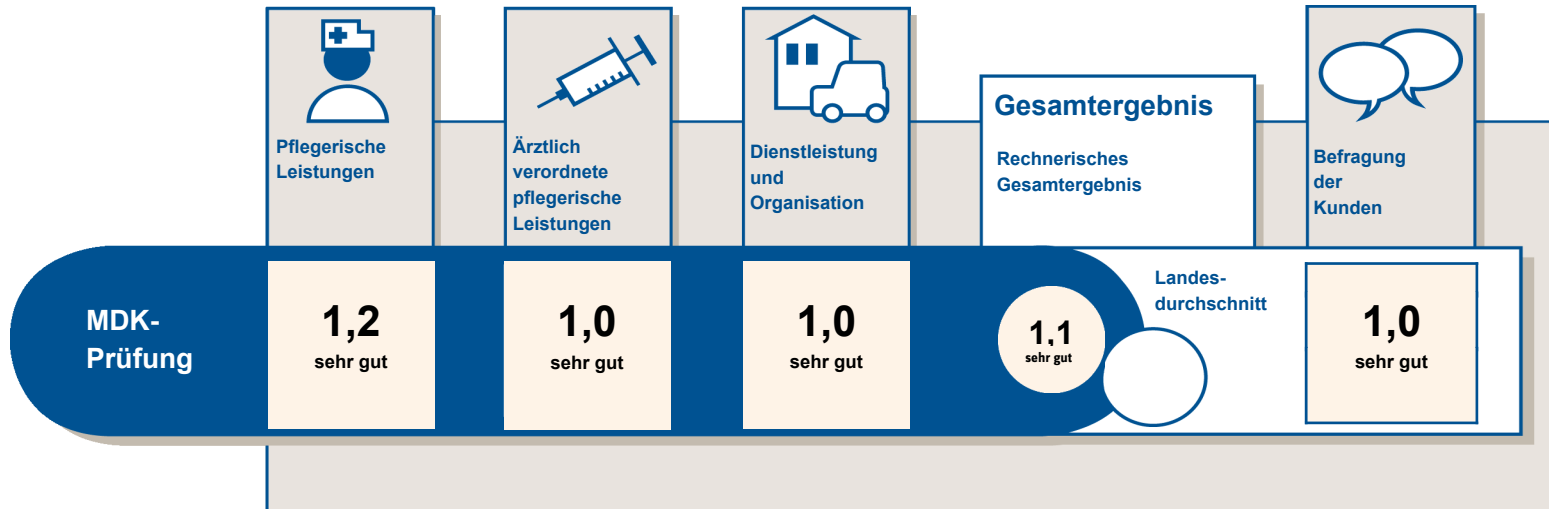 Pflegerische
Leistungen
Ärztlich
verordnete
pflegerische
Leistungen
Dienstleistung
und
Organisation
Gesamtergebnis
Rechnerisches
Gesamtergebnis
Befragung
der
Kunden
MDK-
Prüfung
1,2
sehr gut
1,0
sehr gut
1,0
sehr gut
1,1
sehr gut
Landes-
durchschnitt
1,0
sehr gut